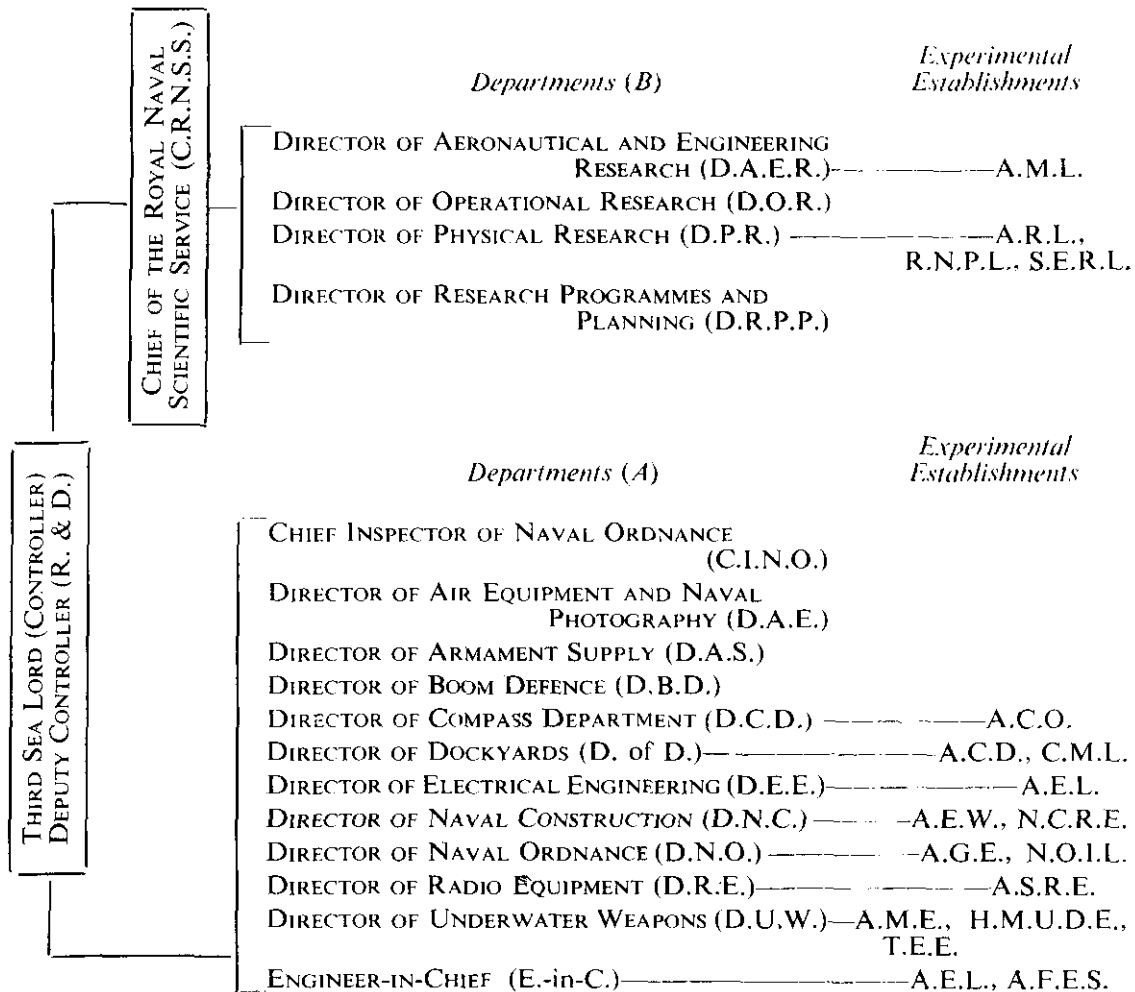 CHIEF OF THE ROYAL NAVAL
SCIENTIFIC SERVICE (C.R.N.S.S.)
Departments (B)
Experimental
Establishments
DIRECTOR OF AERONAUTICAL AND ENGINEERING
RESEARCH (D.A.E.R.) A.M.L.
DIRECTOR OF OPERATIONAL RESEARCH (D.O.R.)
DIRECTOR OF PHYSICAL RESEARCH (D.P.R.) A.R.L.,
R.N.P.L., S.E.R.L.
DIRECTOR OF RESEARCH PROGRAMMES AND
PLANNING (D.R.P.P.)
THIRD SEA LORD (CONTROLLER)
DEPUTY CONTROLLER (R. & D.)
Departments (A)
Experimental
Establishments
CHIEF INSPECTOR OF NAVAL ORDNANCE
(C.I.N.O.)
DIRECTOR OF AIR EQUIPMENT AND NAVAL
PHOTOGRAPHY (D.A.E.)
DIRECTOR OF ARMAMENT SUPPLY (D.A.S.)
DIRECTOR OF BOOM DEFENCE (D.B.D.)
DIRECTOR OF COMPASS DEPARTMENT (D.C.D.) A.C.O.
DIRECTOR OF DOCKYARDS (D. of D.) A.C.D., C.M.L.
DIRECTOR OF ELECTRICAL ENGINEERING (D.E.E.) A.E.L.
DIRECTOR OF NAVAL CONSTRUCTION (D.N.C.) A.E.W., N.C.R.E.
DIRECTOR OF NAVAL ORDNANCE (D.N.O.) A.G.E., N.O.I.L.
DIRECTOR OF RADIO EQUIPMENT (D.R.E.) A.S.R.E.
DIRECTOR OF UNDERWATER WEAPONS (D.U.W.) A.M.E., H.M.U.D.E.,
T.E.E.
ENGINEER-IN-CHIEF (E.-in-C.) A.E.L., A.F.E.S.